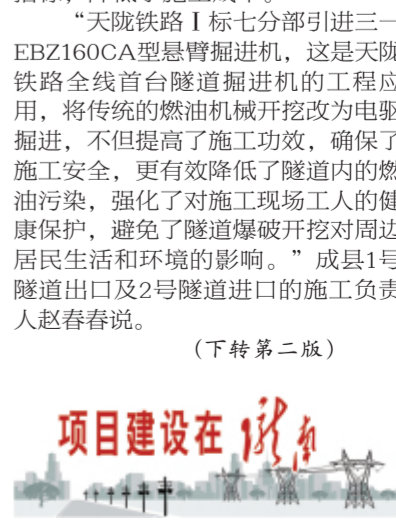 “天陇铁路Ⅰ标七分部引进三一
EBZ160CA型悬臂掘进机，这是天陇
铁路全线首台隧道掘进机的工程应
用，将传统的燃油机械开挖改为电驱
掘进，不但提高了施工功效，确保了
施工安全，更有效降低了隧道内的燃
油污染，强化了对施工现场工人的健
康保护，避免了隧道爆破开挖对周边
居民生活和环境的影响。”成县1号
隧道出口及2号隧道进口的施工负责
人赵春春说。
（下转第二版）
项目建设在陇南